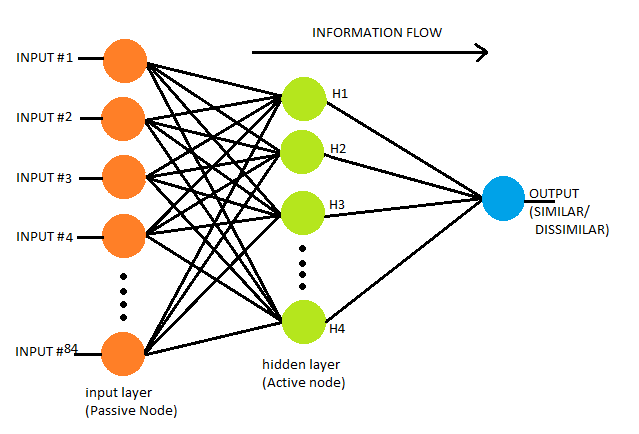 INFORMATION FLOW
INPUT #1
INPUT #2
INPUT #3
INPUT #4
INPUT #84
H1
H2
H3
H4
OUTPUT
(SIMILAR/
DISSIMILAR)
hidden layer
(Active node)
input layer
(Passive Node)